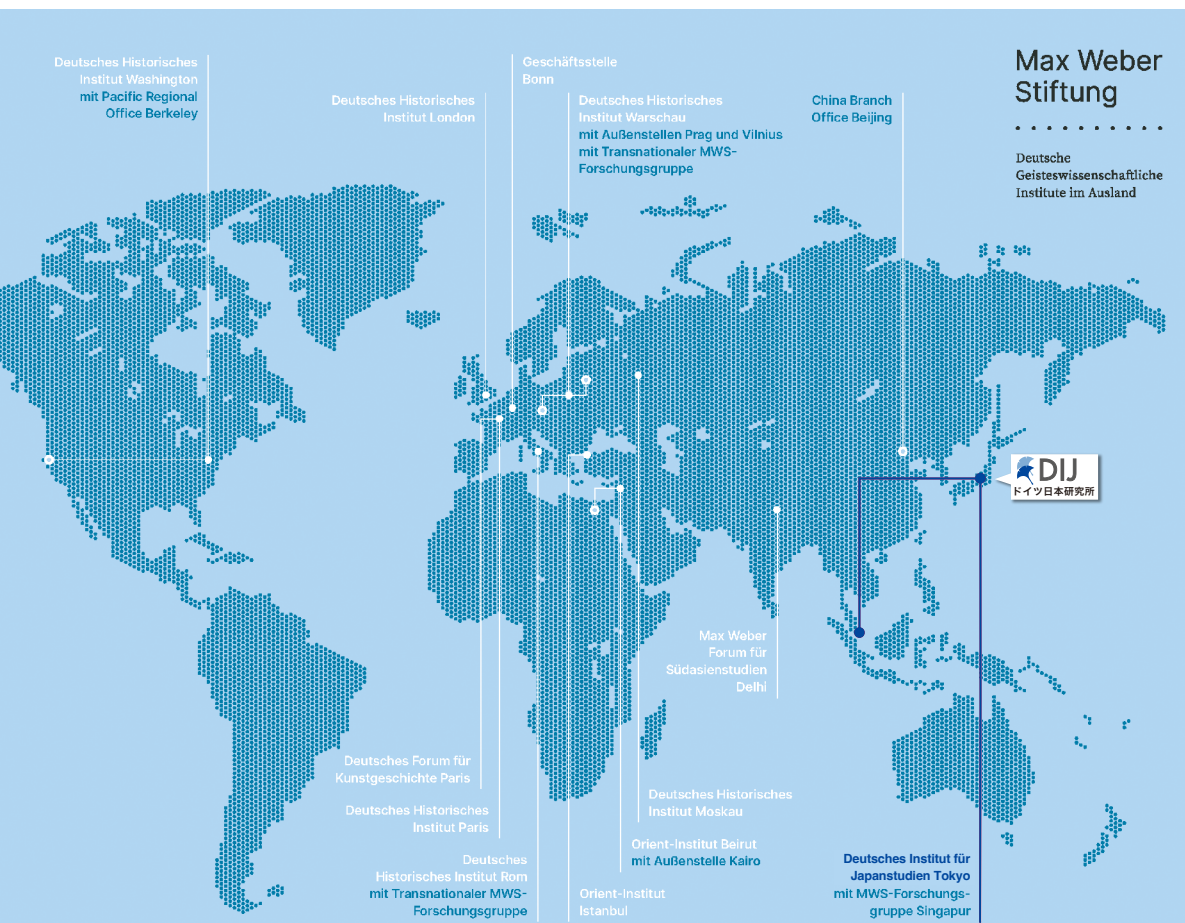 Deutsches Historisches
Institut Washington
mit Pacific Regional
Office Berkeley
Deutsches Historisches
Institut London
Geschäftsstelle
Bonn
Deutsches Historisches
Institut Warschau
mit Außenstellen Prag und Vilnius
mit Transnationaler MWS-
Forschungsgruppe
China Branch
Office Beijing
Max Weber
Stiftung
Deutsche
Geisteswissenschaftliche
Institute im Ausland
DIJ
ドイツ日本研究所
Max Weber
Forum für
Südasienstudien
Delhi
Deutsches Forum für
Kunstgeschichte Paris
Deutsches Historisches
Institut Paris
Deutsches
Historisches Institut Rom
mit Transnationaler MWS-
Forschungsgruppe
Deutsches Historisches
Institut Moskau
Orient-Institut Beirut
mit Außenstelle Kairo
Orient-Institut
Istanbul
Deutsches Institut für
Japanstudien Tokyo
mit MWS-Forschungs-
gruppe Singapur